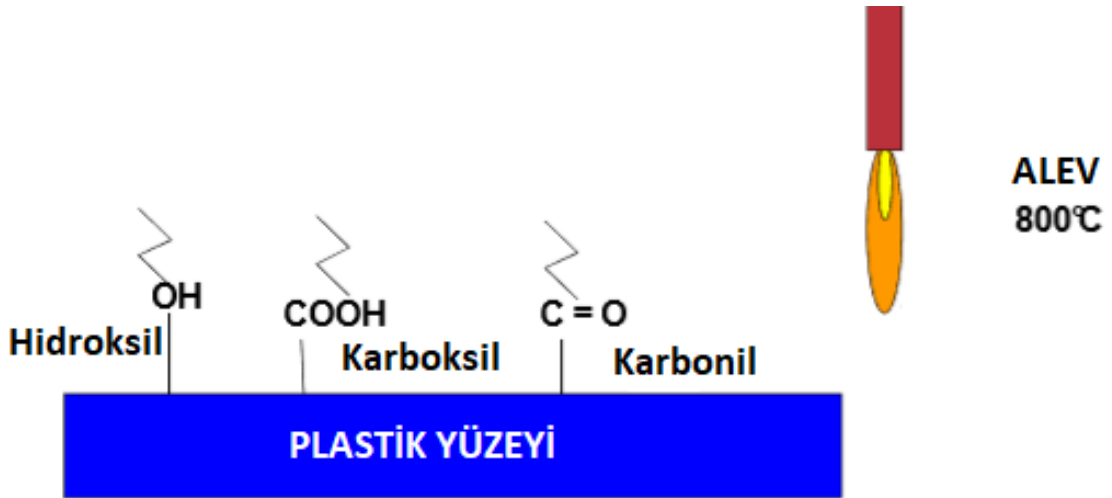 ALEV
800℃
OH
COOH
C = O
Hidroksil
Karboksil
Karbonil
PLASTİK YÜZEYİ